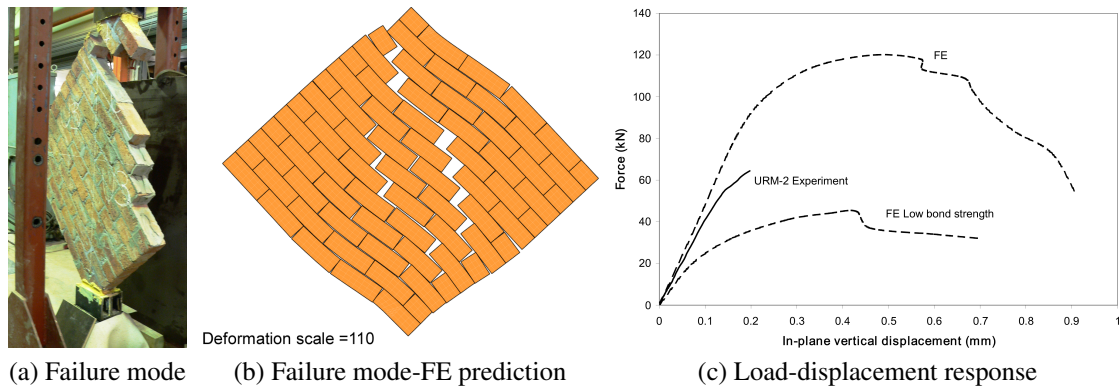 Deformation scale =110
Force (kN)
140
120
100
80
60
40
20
0
FE
URM-2 Experiment
FE Low bond strength
0 0.1 0.2 0.3 0.4 0.5 0.6 0.7 0.8 0.9 1
In-plane vertical displacement (mm)
(a) Failure mode (b) Failure mode-FE prediction (c) Load-displacement response